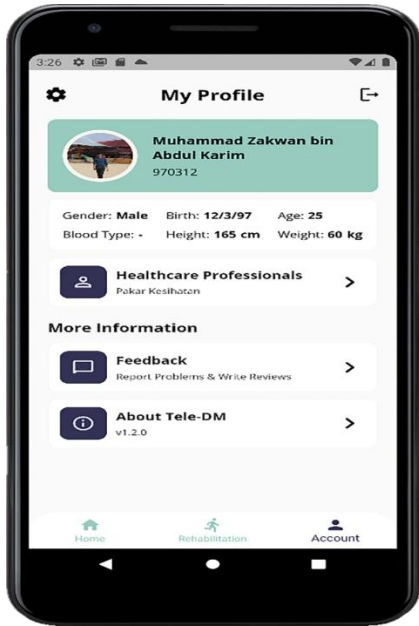 3:26
My Profile
Muhammad Zakwan bin
Abdul Karim
970312
Gender: Male Birth: 12/3/97 Age: 25
Blood Type: - Height: 165 cm Weight: 60 kg
Healthcare Professionals
Pakar Kesihatan
More Information
Feedback
Report Problems & Write Reviews
About Tele-DM
v1.2.0
Home Rehabilitation Account